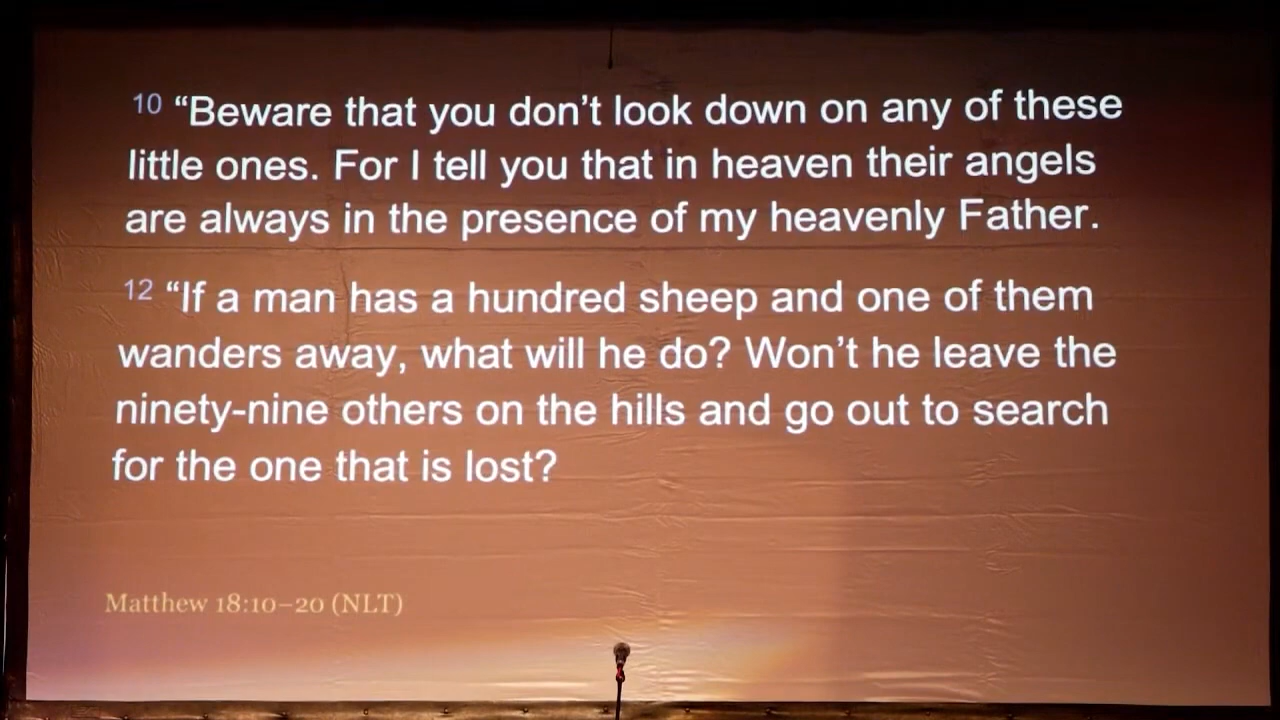 10 “Beware that you don’t look down on any of these
little ones. For I tell you that in heaven their angels
are always in the presence of my heavenly Father.
12 “If a man has a hundred sheep and one of them
wanders away, what will he do? Won’t he leave the
ninety-nine others on the hills and go out to search
for the one that is lost?
Matthew 18:10–20 (NLT)